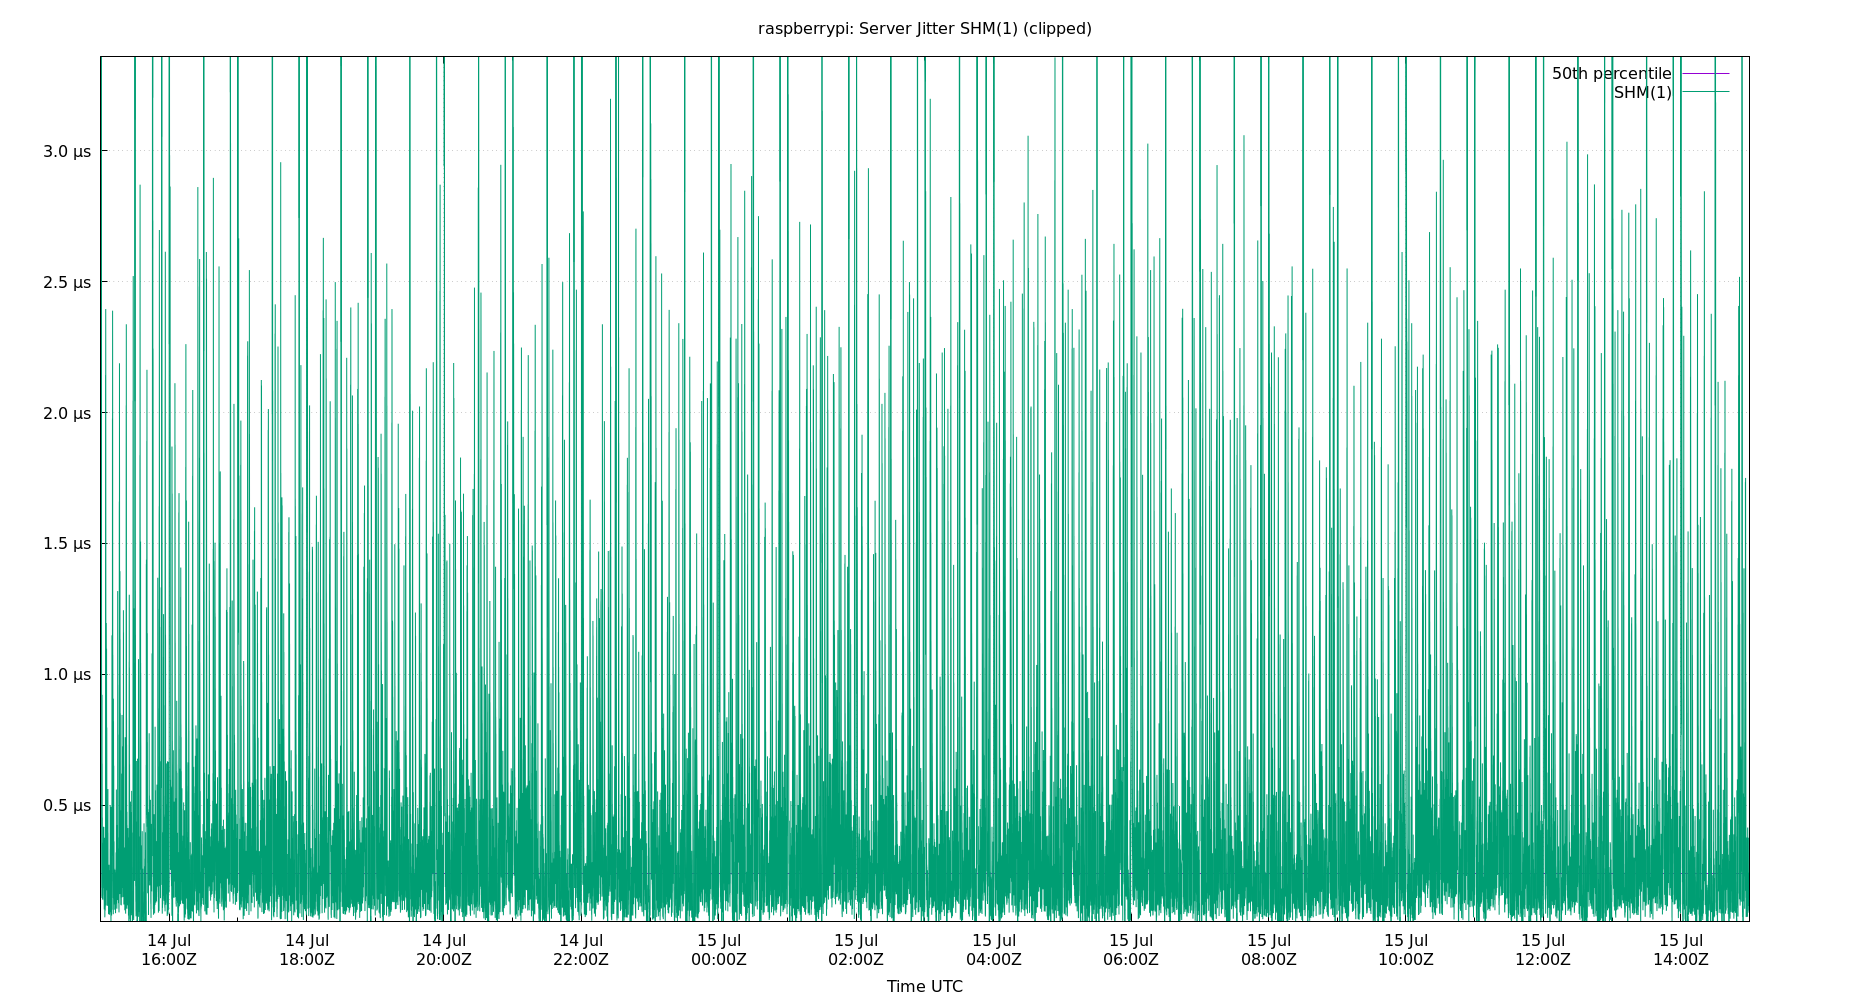 raspberrypi: Server Jitter SHM(1) (clipped)
50th percentile
SHM(1)
3.0 µs
2.5 µs
2.0 µs
1.5 µs
1.0 µs
0.5 µs
14 Jul 14 Jul 14 Jul 14 Jul 15 Jul 15 Jul 15 Jul 15 Jul 15 Jul 15 Jul 15 Jul 15 Jul
16:00Z 18:00Z 20:00Z 22:00Z 00:00Z 02:00Z 04:00Z 06:00Z 08:00Z 10:00Z 12:00Z 14:00Z
Time UTC